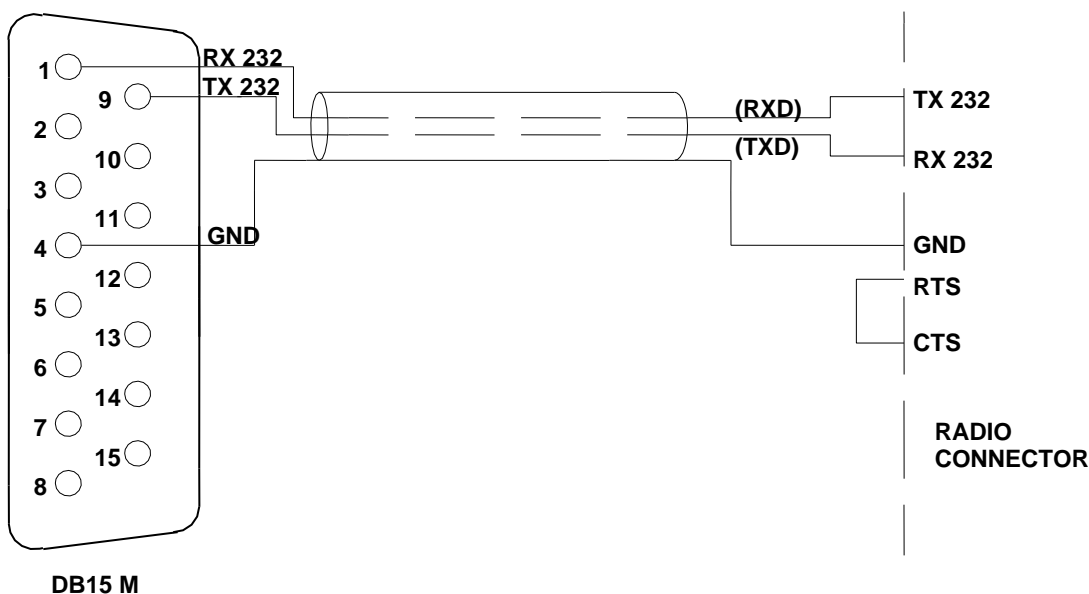 1
RX 232
9
TX 232
2
10
3
11
4
GND
12
5
13
6
14
7
15
8
DB15 M
(RXD)
(TXD)
TX 232
RX 232
GND
RTS
CTS
RADIO
CONNECTOR